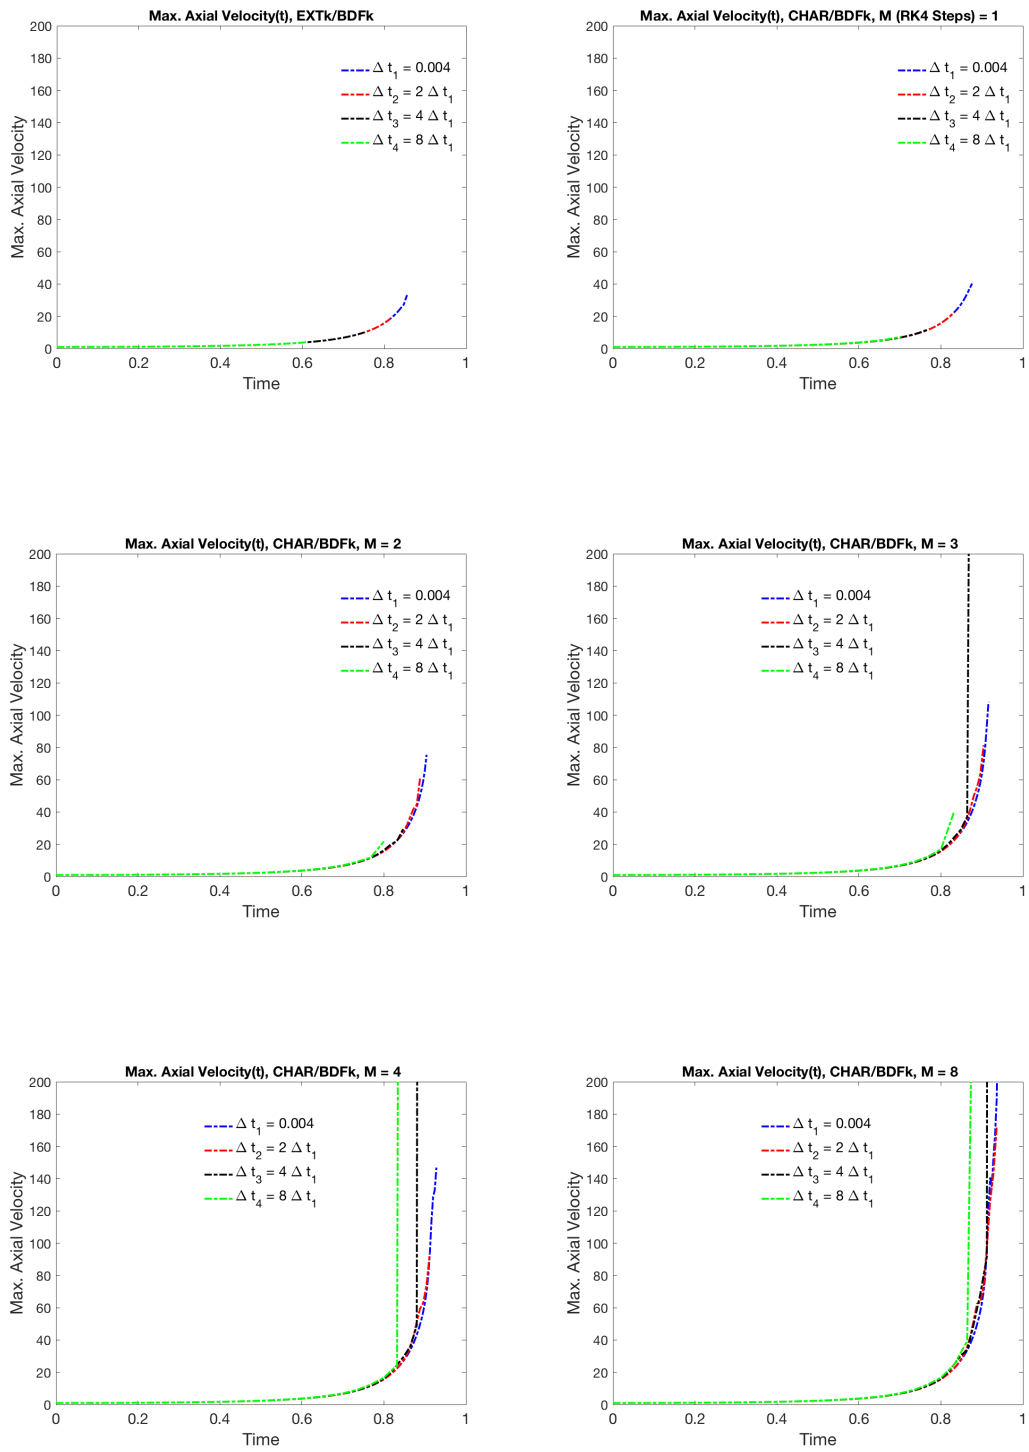 Max. Axial Velocity(t), EXTk/BDFk
200
180
160
140
120
100
80
60
40
20
0
Max. Axial Velocity
Δ t1 = 0.004
Δ t2 = 2 Δ t1
Δ t3 = 4 Δ t1
Δ t4 = 8 Δ t1
0 0.2 0.4 0.6 0.8 1
Time
Max. Axial Velocity(t), CHAR/BDFk, M (RK4 Steps) = 1
200
180
160
140
120
100
80
60
40
20
0
Max. Axial Velocity
Δ t1 = 0.004
Δ t2 = 2 Δ t1
Δ t3 = 4 Δ t1
Δ t4 = 8 Δ t1
0 0.2 0.4 0.6 0.8 1
Time
Max. Axial Velocity(t), CHAR/BDFk, M = 2
200
180
160
140
120
100
80
60
40
20
0
Max. Axial Velocity
Δ t1 = 0.004
Δ t2 = 2 Δ t1
Δ t3 = 4 Δ t1
Δ t4 = 8 Δ t1
0 0.2 0.4 0.6 0.8 1
Time
Max. Axial Velocity(t), CHAR/BDFk, M = 3
200
180
160
140
120
100
80
60
40
20
0
Max. Axial Velocity
Δ t1 = 0.004
Δ t2 = 2 Δ t1
Δ t3 = 4 Δ t1
Δ t4 = 8 Δ t1
0 0.2 0.4 0.6 0.8 1
Time
Max. Axial Velocity(t), CHAR/BDFk, M = 4
200
180
160
140
120
100
80
60
40
20
0
Max. Axial Velocity
Δ t1 = 0.004
Δ t2 = 2 Δ t1
Δ t3 = 4 Δ t1
Δ t4 = 8 Δ t1
0 0.2 0.4 0.6 0.8 1
Time
Max. Axial Velocity(t), CHAR/BDFk, M = 8
200
180
160
140
120
100
80
60
40
20
0
Max. Axial Velocity
Δ t1 = 0.004
Δ t2 = 2 Δ t1
Δ t3 = 4 Δ t1
Δ t4 = 8 Δ t1
0 0.2 0.4 0.6 0.8 1
Time